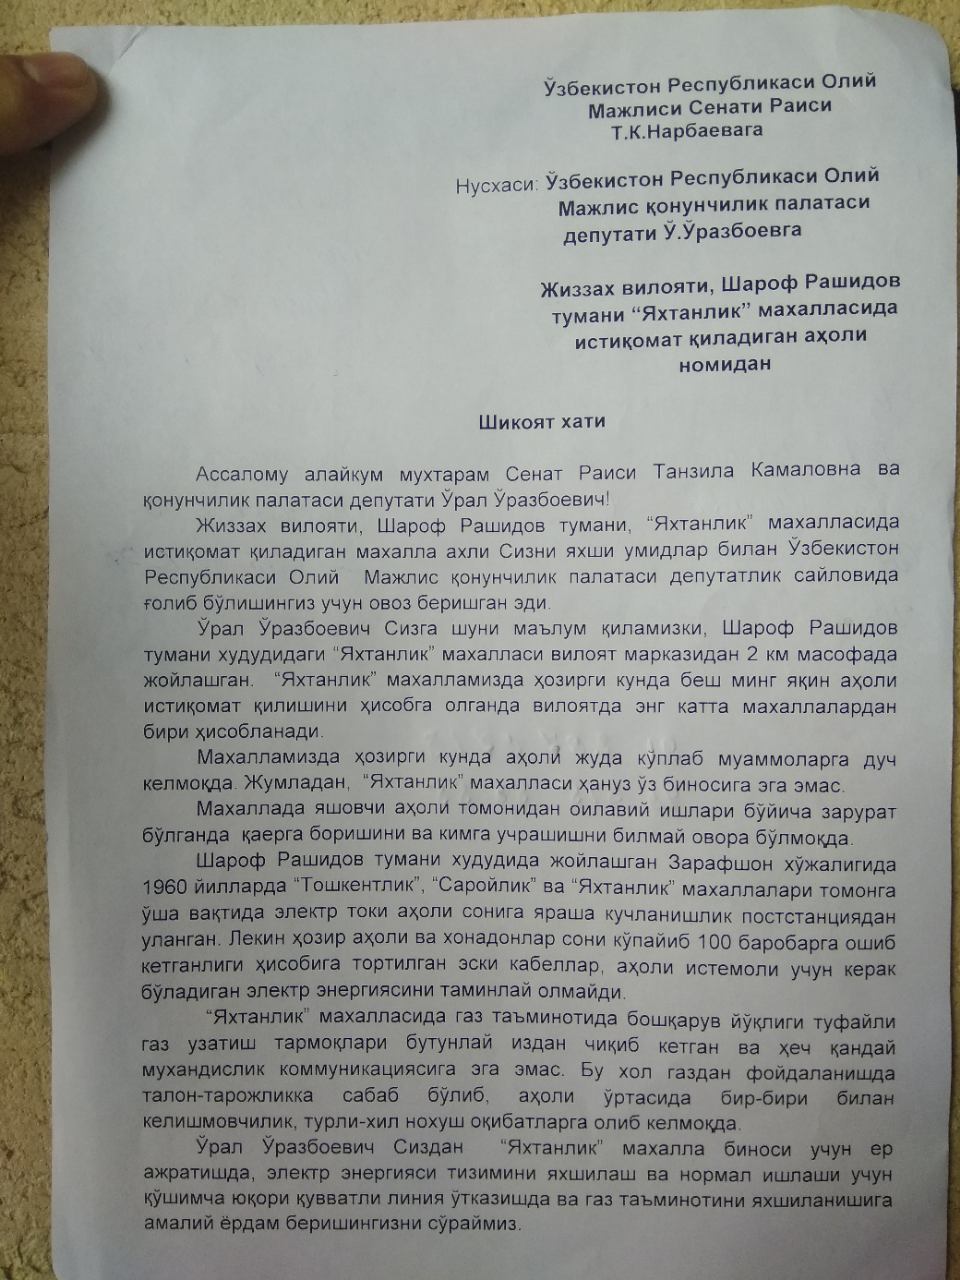 Ўзбекистон Республикаси Олий
Мажлиси Сенати Раиси
Т.К.Нарбаевага
Нусхаси: Ўзбекистон Республикаси Олий
Мажлис қонунчилик палатаси
депутати Ў.Ўразбоевга
Жиззах вилояти, Шароф Рашидов
тумани “Яхтанлик” махалласида
истиқомат қиладиган аҳоли
номидан
Шикоят хати
Ассалому алайкум мухтарам Сенат Раиси Танзила Камаловна ва
қонунчилик палатаси депутати Ўрал Ўразбоевич!
Жиззах вилояти, Шароф Рашидов тумани, “Яхтанлик” махалласида
истиқомат қиладиган махалла ахли Сизни яхши умидлар билан Ўзбекистон
Республикаси Олий Мажлис қонунчилик палатаси депутатлик сайловида
ғолиб бўлишингиз учун овоз беришган эди.
Ўрал Ўразбоевич Сизга шуни маълум қиламизки, Шароф Рашидов
тумани худудидаги “Яхтанлик” махалласи вилоят марказидан 2 км масофада
жойлашган. “Яхтанлик” махалламизда ҳозирги кунда беш минг яқин аҳоли
истиқомат қилишини ҳисобга олганда вилоятда энг катта махаллалардан
бири ҳисобланади.
Махалламизда ҳозирги кунда аҳоли жуда кўплаб муаммоларга дуч
келмоқда. Жумладан, “Яхтанлик” махалласи ҳануз ўз биносига эга эмас.
Махаллада яшовчи аҳоли томонидан оилавий ишлари бўйича зарурат
бўлганда қаерга боришини ва кимга учрашишни билмай овора бўлмоқда.
Шароф Рашидов тумани худудида жойлашган Зарафшон хўжалигида
1960 йилларда “Тошкентлик”, “Саройлик” ва “Яхтанлик” махаллалари томонга
ўша вақтида электр токи аҳоли сонига яраша кучланишлик постстанциядан
уланган. Лекин ҳозир аҳоли ва хонадонлар сони кўпайиб 100 баробарга ошиб
кетганлиги ҳисобига тортилган эски кабеллар, аҳоли истемоли учун керак
бўладиган электр энергиясини таминлай олмайди.
“Яхтанлик” махалласида газ таъминотида бошқарув йўқлиги туфайли
газ узатиш тармоқлари бутунлай издан чиқиб кетган ва ҳеч қандай
мухандислик коммуникациясига эга эмас. Бу хол газдан фойдаланишда
талон-тарожликка сабаб бўлиб, аҳоли ўртасида бир-бири билан
келишмовчилик, турли-хил нохуш оқибатларга олиб келмоқда.
Ўрал Ўразбоевич Сиздан “Яхтанлик” махалла биноси учун ер
ажратишда, электр энергияси тизимини яхшилаш ва нормал ишлаши учун
қўшимча юқори қувватли линия ўтказишда ва газ таъминотини яхшиланишига
амалий ёрдам беришингизни сўраймиз.